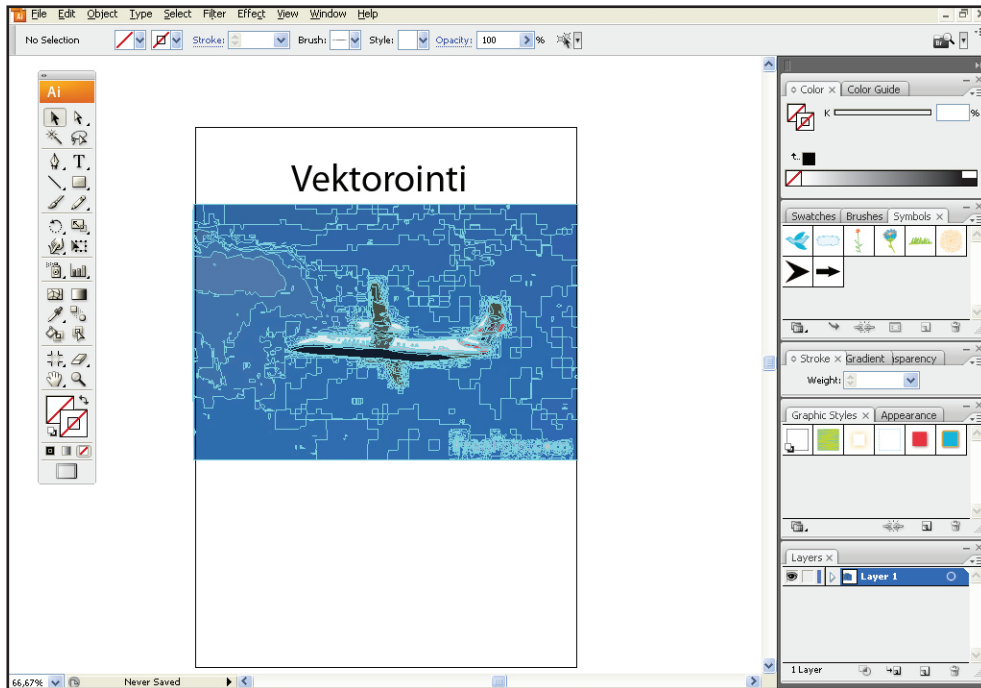 Ai File Edit Object Type Select Filter Effect View Window Help
No Selection Stroke: Brush: Style: Opacity: 100 %
Ai
T
Vektorointi
Color × Color Guide
K %
Swatches Brushes Symbols ×
Stroke × Gradient
Weight:
Graphic Styles × Appearance
Layers ×
Layer 1
1 Layer
66,67% Never Saved